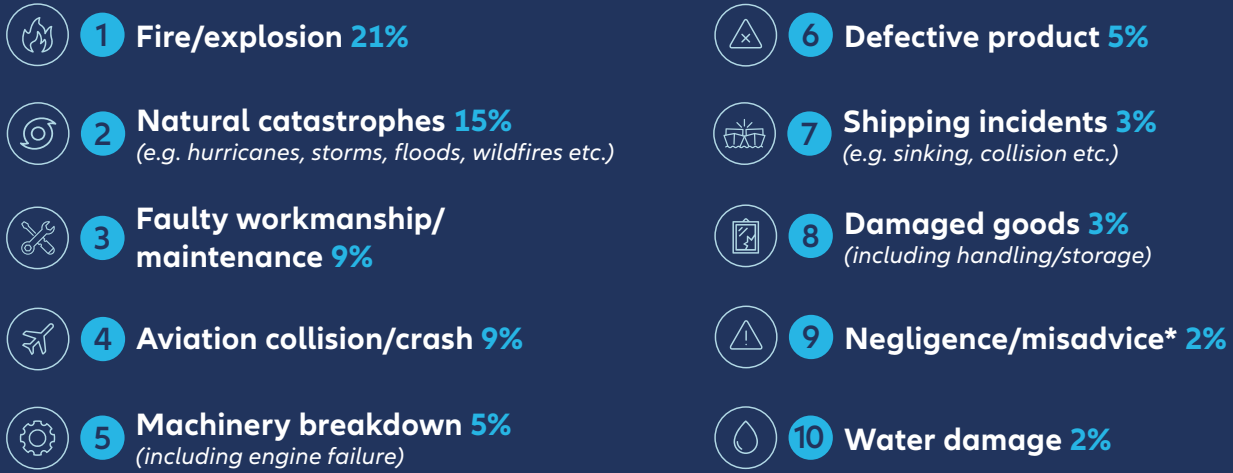 1 Fire/explosion 21%
2 Natural catastrophes 15%
(e.g. hurricanes, storms, floods, wildfires etc.)
3 Faulty workmanship/
maintenance 9%
4 Aviation collision/crash 9%
5 Machinery breakdown 5%
(including engine failure)
6 Defective product 5%
7 Shipping incidents 3%
(e.g. sinking, collision etc.)
8 Damaged goods 3%
(including handling/storage)
9 Negligence/misadvice* 2%
10 Water damage 2%